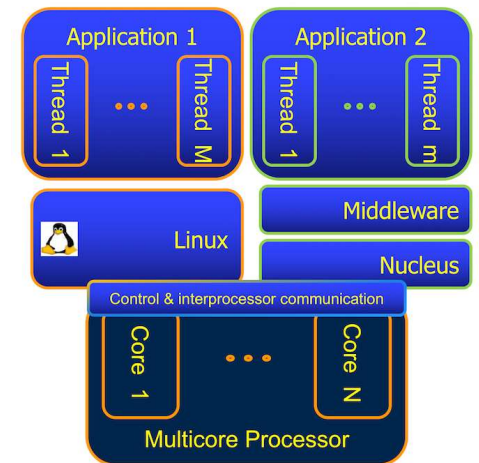 Application 1
Thread 1
Thread M
Application 2
Thread 1
Thread m
Linux
Middleware
Nucleus
Control & interprocessor communication
Core 1
Core N
Multicore Processor